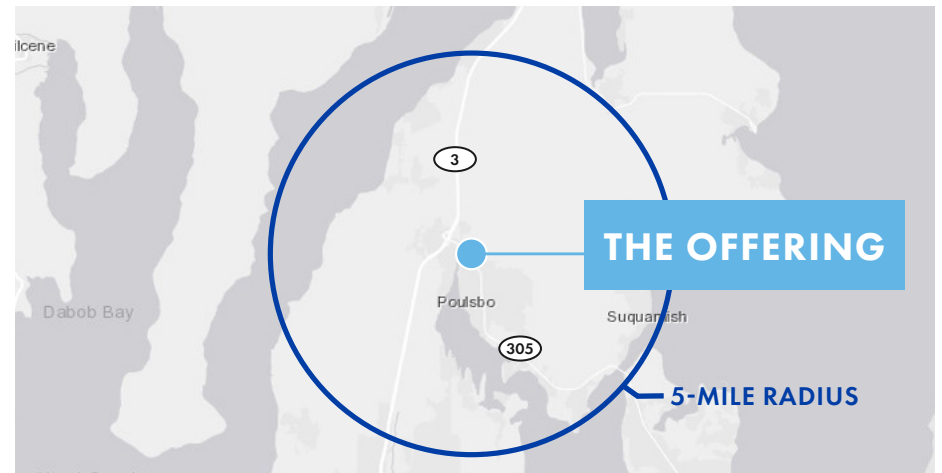 ilcene
3
THE OFFERING
Poulsbo
Dabob Bay
Suquamish
305
5-MILE RADIUS